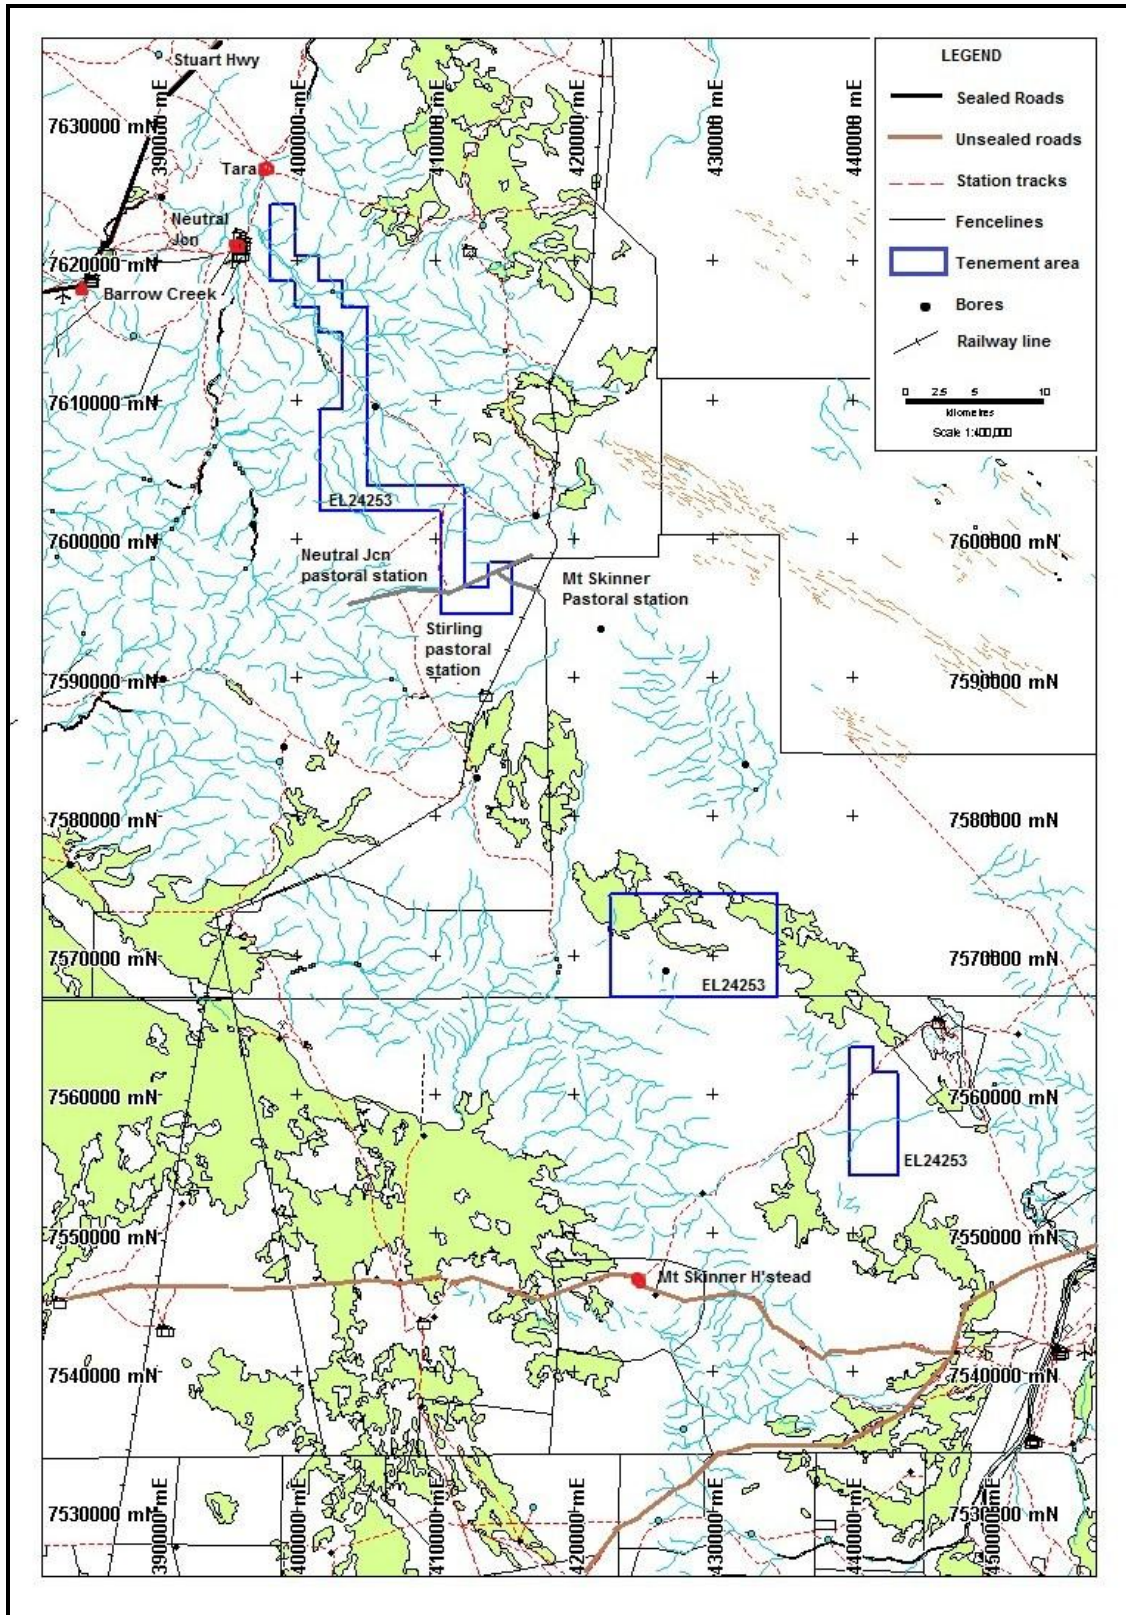 Stuart Hwy
LEGEND
Sealed Roads
Unsealed roads
Station tracks
Fencelines
Tenement area
Bores
Railway line
0 2.5 5 10
kilometres
Scale 1:400,000
390000 mE
400000 mE
410000 mE
420000 mE
430000 mE
440000 mE
7630000 mN
Tara
Neutral
Jcn
7620000 mN
Barrow Creek
7610000 mN
EL24253
7600000 mN
7600000 mN
Neutral Jcn
pastoral station
Mt Skinner
Pastoral station
Stirling
pastoral
station
7590000 mN
7590000 mN
7580000 mN
7580000 mN
7570000 mN
7570000 mN
EL24253
7560000 mN
7560000 mN
EL24253
7550000 mN
7550000 mN
Mt Skinner H'stead
7540000 mN
7540000 mN
7530000 mN
7530000 mN
390000 mE
400000 mE
410000 mE
420000 mE
430000 mE
440000 mE
450000 mE